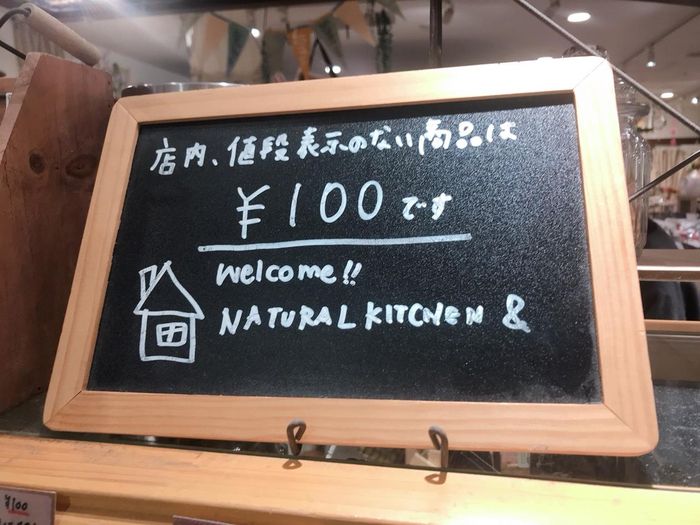 店内、値段表示のない商品は
¥100です
welcome!!
NATURAL KITCHEN &
¥100